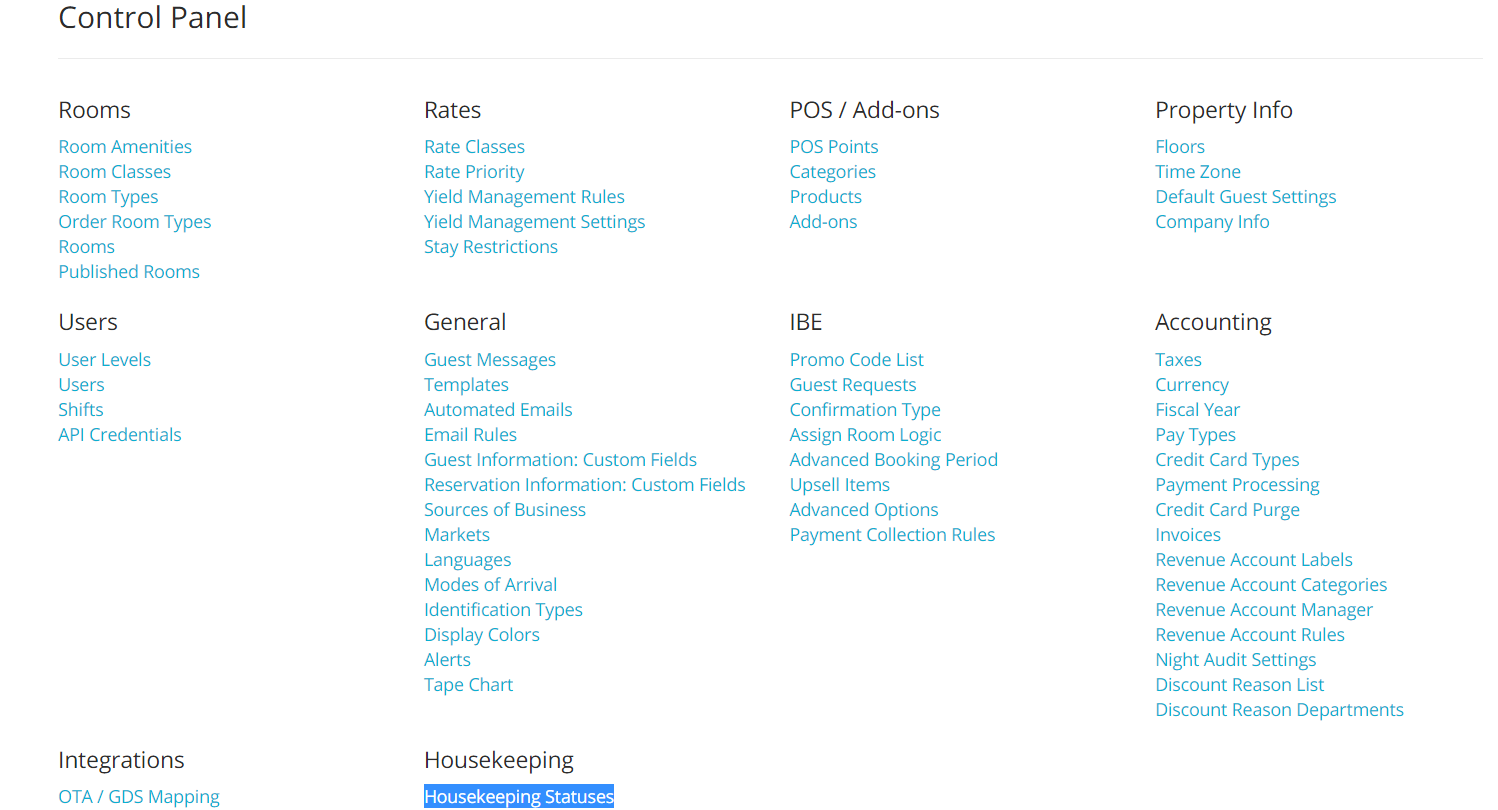 Control Panel
Rooms
Room Amenities
Room Classes
Room Types
Order Room Types
Rooms
Published Rooms
Rates
Rate Classes
Rate Priority
Yield Management Rules
Yield Management Settings
Stay Restrictions
POS / Add-ons
POS Points
Categories
Products
Add-ons
Property Info
Floors
Time Zone
Default Guest Settings
Company Info
Users
User Levels
Users
Shifts
API Credentials
General
Guest Messages
Templates
Automated Emails
Email Rules
Guest Information: Custom Fields
Reservation Information: Custom Fields
Sources of Business
Markets
Languages
Modes of Arrival
Identification Types
Display Colors
Alerts
Tape Chart
IBE
Promo Code List
Guest Requests
Confirmation Type
Assign Room Logic
Advanced Booking Period
Upsell Items
Advanced Options
Payment Collection Rules
Accounting
Taxes
Currency
Fiscal Year
Pay Types
Credit Card Types
Payment Processing
Credit Card Purge
Invoices
Revenue Account Labels
Revenue Account Categories
Revenue Account Manager
Revenue Account Rules
Night Audit Settings
Discount Reason List
Discount Reason Departments
Integrations
OTA / GDS Mapping
Housekeeping
Housekeeping Statuses